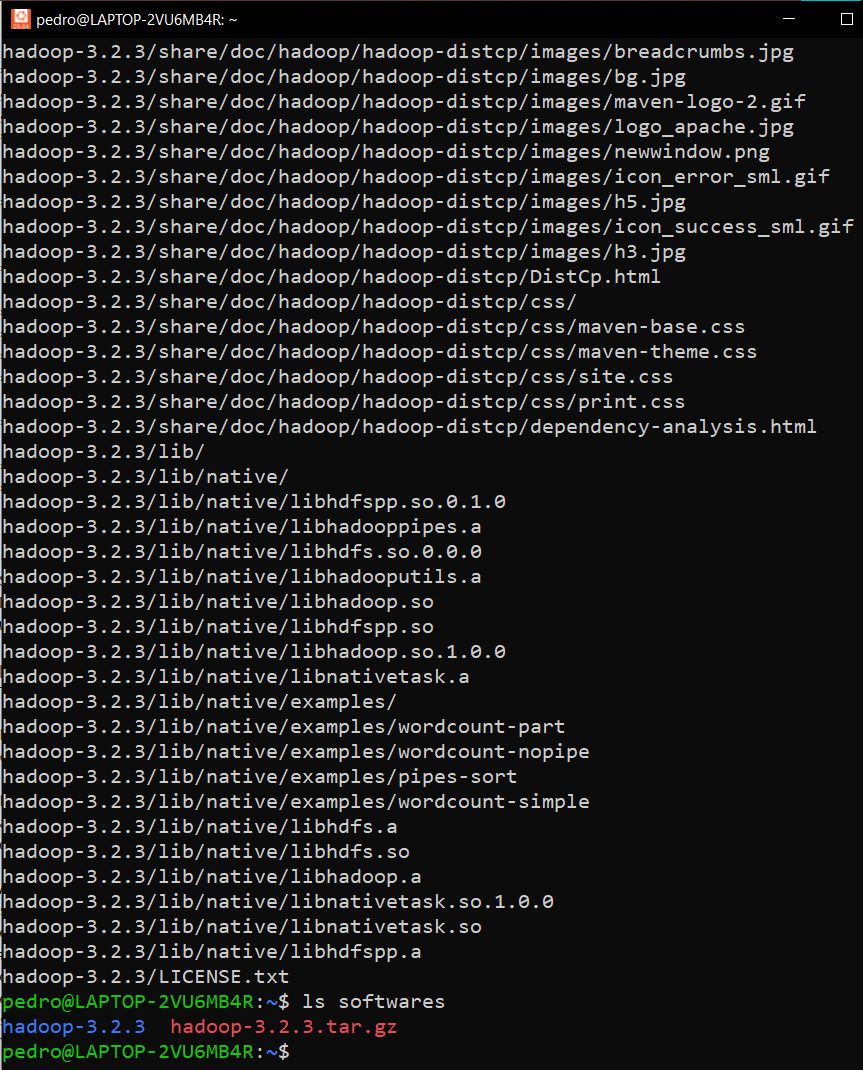 pedro@LAPTOP-2VU6MB4R: ~
hadoop-3.2.3/share/doc/hadoop/hadoop-distcp/images/breadcrumbs.jpg
hadoop-3.2.3/share/doc/hadoop/hadoop-distcp/images/bg.jpg
hadoop-3.2.3/share/doc/hadoop/hadoop-distcp/images/maven-logo-2.gif
hadoop-3.2.3/share/doc/hadoop/hadoop-distcp/images/logo_apache.jpg
hadoop-3.2.3/share/doc/hadoop/hadoop-distcp/images/newwindow.png
hadoop-3.2.3/share/doc/hadoop/hadoop-distcp/images/icon_error_sml.gif
hadoop-3.2.3/share/doc/hadoop/hadoop-distcp/images/h5.jpg
hadoop-3.2.3/share/doc/hadoop/hadoop-distcp/images/icon_success_sml.gif
hadoop-3.2.3/share/doc/hadoop/hadoop-distcp/images/h3.jpg
hadoop-3.2.3/share/doc/hadoop/hadoop-distcp/DistCp.html
hadoop-3.2.3/share/doc/hadoop/hadoop-distcp/css/
hadoop-3.2.3/share/doc/hadoop/hadoop-distcp/css/maven-base.css
hadoop-3.2.3/share/doc/hadoop/hadoop-distcp/css/maven-theme.css
hadoop-3.2.3/share/doc/hadoop/hadoop-distcp/css/site.css
hadoop-3.2.3/share/doc/hadoop/hadoop-distcp/css/print.css
hadoop-3.2.3/share/doc/hadoop/hadoop-distcp/dependency-analysis.html
hadoop-3.2.3/lib/
hadoop-3.2.3/lib/native/
hadoop-3.2.3/lib/native/libhdfspp.so.0.1.0
hadoop-3.2.3/lib/native/libhadooppipes.a
hadoop-3.2.3/lib/native/libhdfs.so.0.0.0
hadoop-3.2.3/lib/native/libhadooputils.a
hadoop-3.2.3/lib/native/libhadoop.so
hadoop-3.2.3/lib/native/libhdfspp.so
hadoop-3.2.3/lib/native/libhadoop.so.1.0.0
hadoop-3.2.3/lib/native/libnativetask.a
hadoop-3.2.3/lib/native/examples/
hadoop-3.2.3/lib/native/examples/wordcount-part
hadoop-3.2.3/lib/native/examples/wordcount-nopipe
hadoop-3.2.3/lib/native/examples/pipes-sort
hadoop-3.2.3/lib/native/examples/wordcount-simple
hadoop-3.2.3/lib/native/libhdfs.a
hadoop-3.2.3/lib/native/libhdfs.so
hadoop-3.2.3/lib/native/libhadoop.a
hadoop-3.2.3/lib/native/libnativetask.so.1.0.0
hadoop-3.2.3/lib/native/libnativetask.so
hadoop-3.2.3/lib/native/libhdfspp.a
hadoop-3.2.3/LICENSE.txt
pedro@LAPTOP-2VU6MB4R:~$ ls softwares
hadoop-3.2.3  hadoop-3.2.3.tar.gz
pedro@LAPTOP-2VU6MB4R:~$